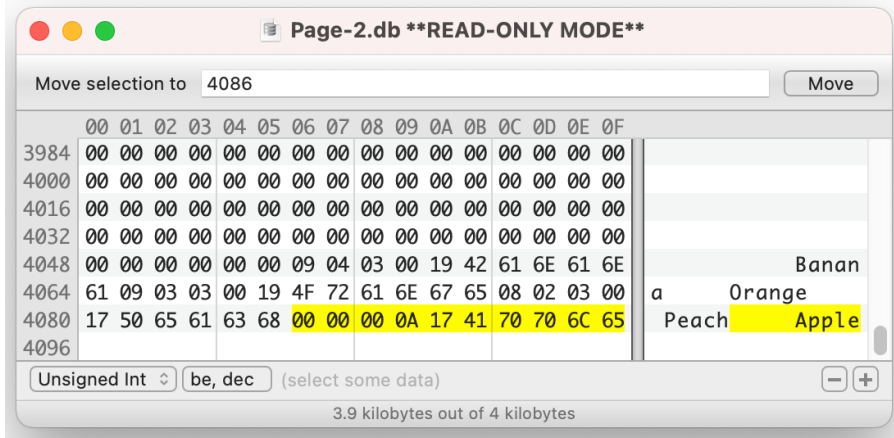 Page-2.db **READ-ONLY MODE**
Move selection to 4086 Move
00 01 02 03 04 05 06 07 08 09 0A 0B 0C 0D 0E 0F
3984 00 00 00 00 00 00 00 00 00 00 00 00 00 00 00 00
4000 00 00 00 00 00 00 00 00 00 00 00 00 00 00 00 00
4016 00 00 00 00 00 00 00 00 00 00 00 00 00 00 00 00
4032 00 00 00 00 00 00 00 00 00 00 00 00 00 00 00 00
4048 00 00 00 00 00 00 09 04 03 00 19 42 61 6E 61 6E Banan
4064 61 09 03 03 00 19 4F 72 61 6E 67 65 08 02 03 00 a Orange
4080 17 50 65 61 63 68 00 00 00 0A 17 41 70 70 6C 65 Peach Apple
4096
Unsigned Int be, dec (select some data)
3.9 kilobytes out of 4 kilobytes